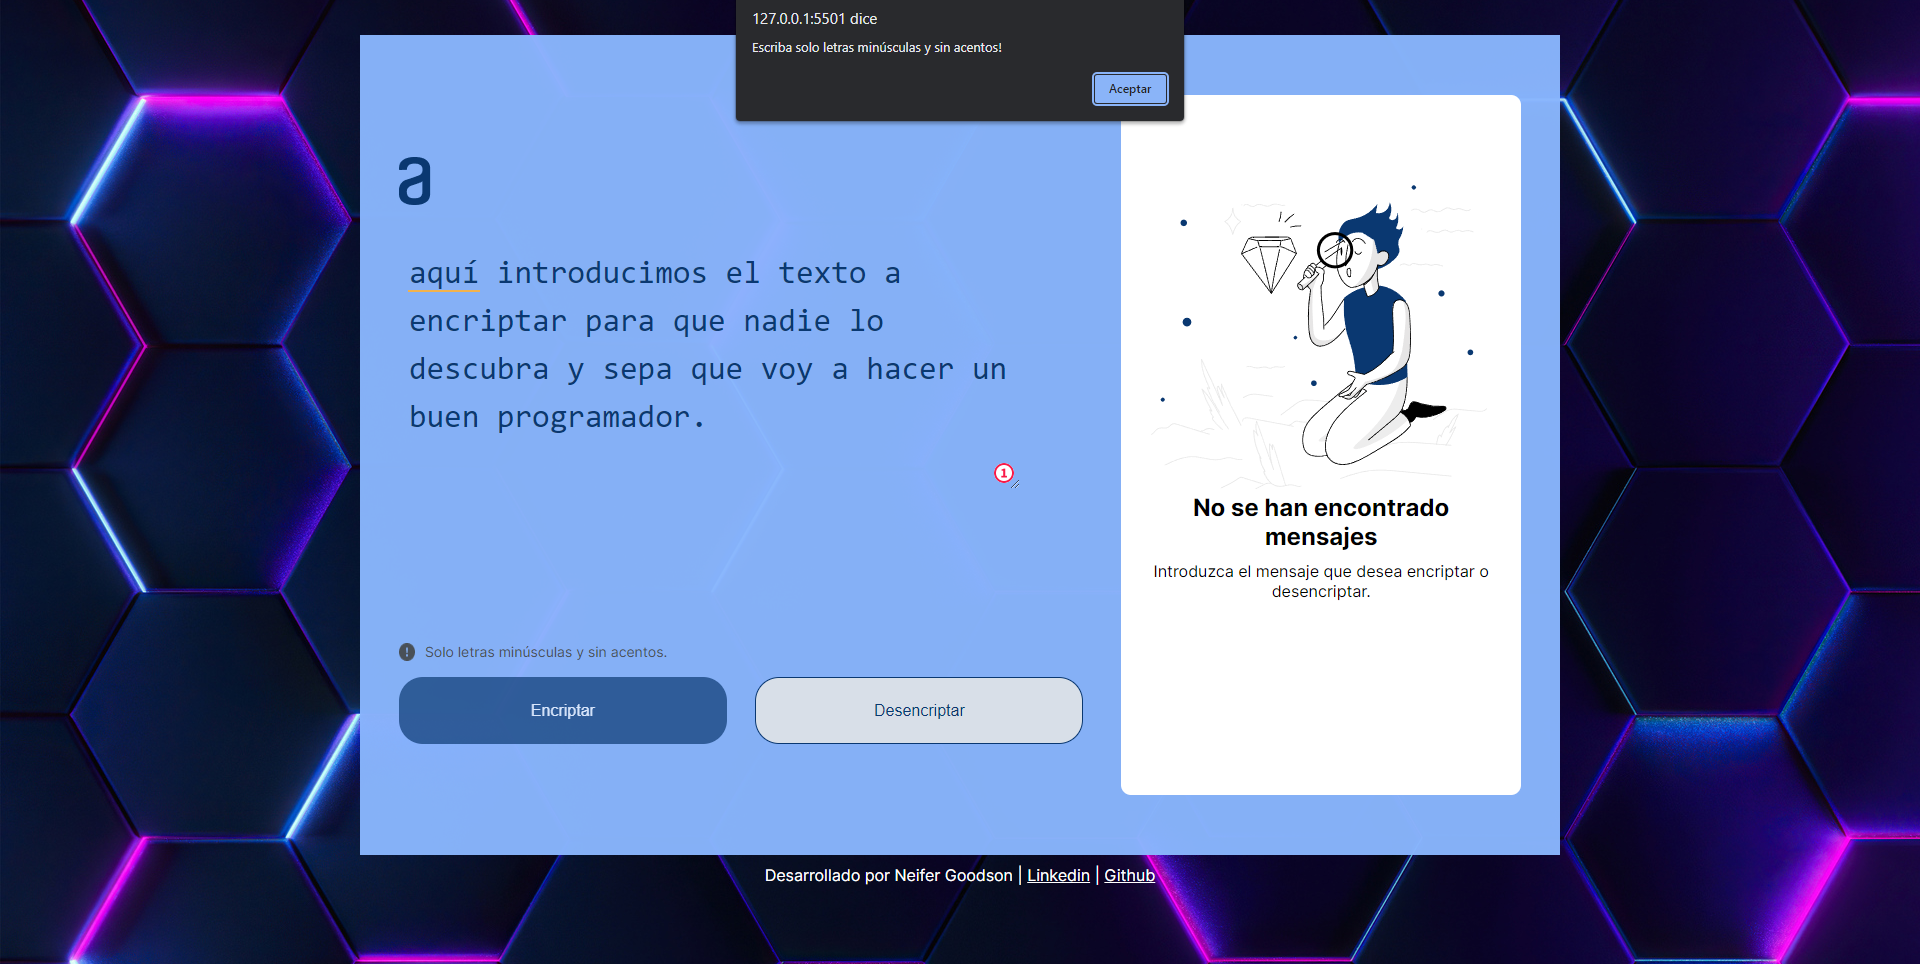 127.0.0.1:5501 dice
Escriba solo letras minúsculas y sin acentos!
Aceptar
a
aquí introducimos el texto a
encriptar para que nadie lo
descubra y sepa que voy a hacer un
buen programador.
1
Solo letras minúsculas y sin acentos.
Encriptar
Desencriptar
No se han encontrado
mensajes
Introduzca el mensaje que desea encriptar o
desencriptar.
Desarrollado por Neifer Goodson | Linkedin | Github